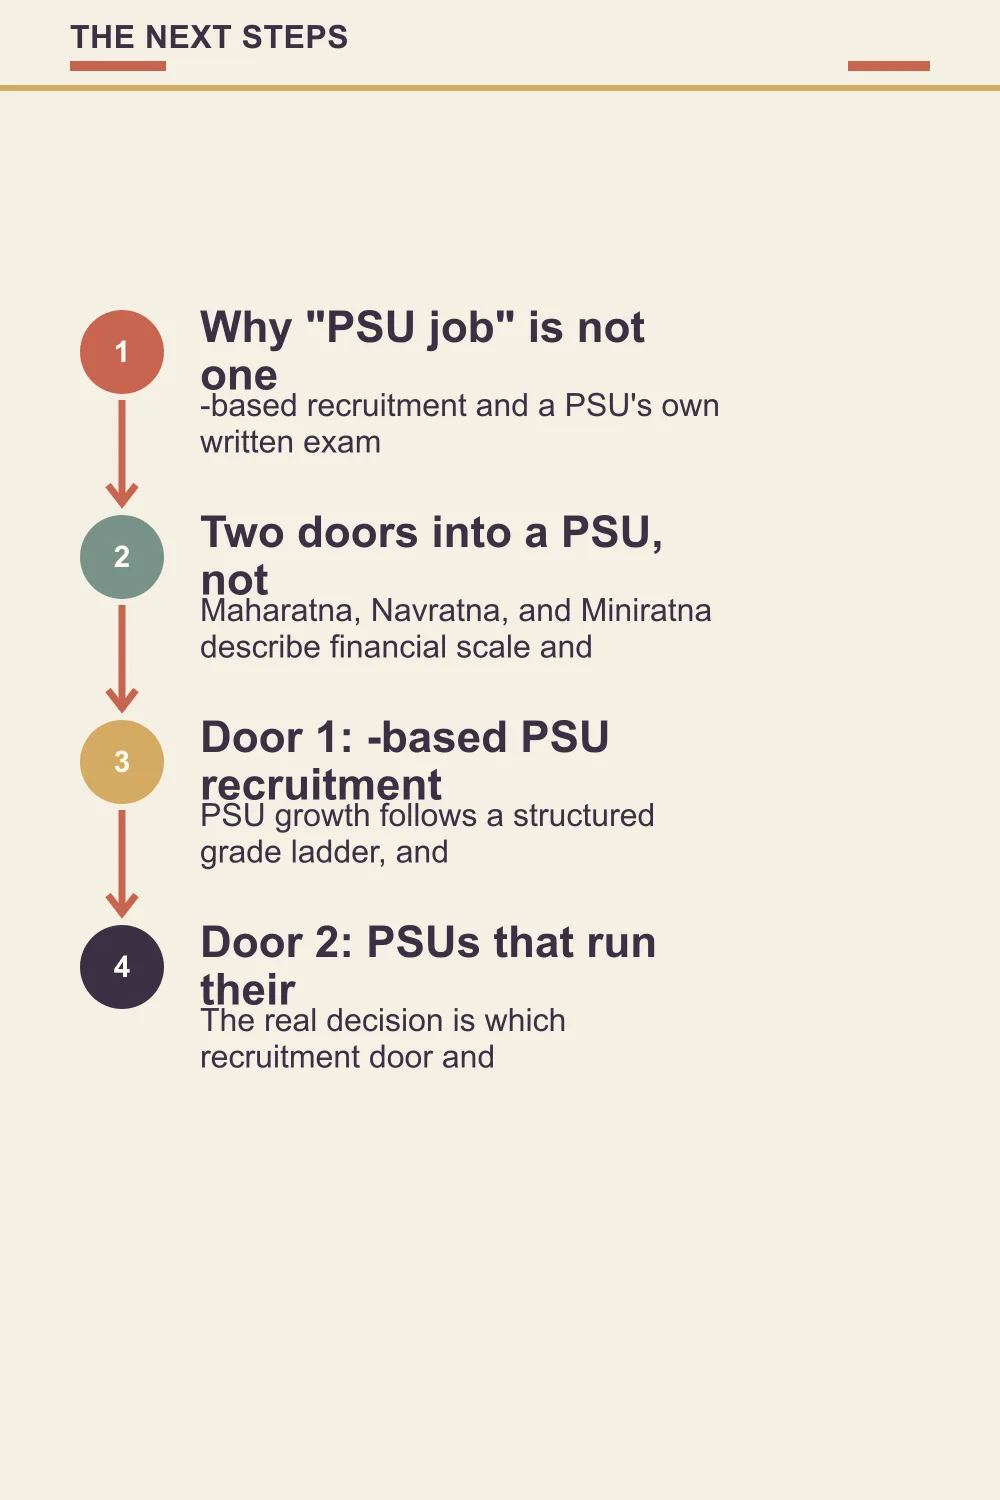 THE NEXT STEPS
1
Why "PSU job" is not
one
-based recruitment and a PSU's own
written exam
2
Two doors into a PSU,
not
Maharatna, Navratna, and Miniratna
describe financial scale and
3
Door 1: -based PSU
recruitment
PSU growth follows a structured
grade ladder, and
4
Door 2: PSUs that run
their
The real decision is which
recruitment door and